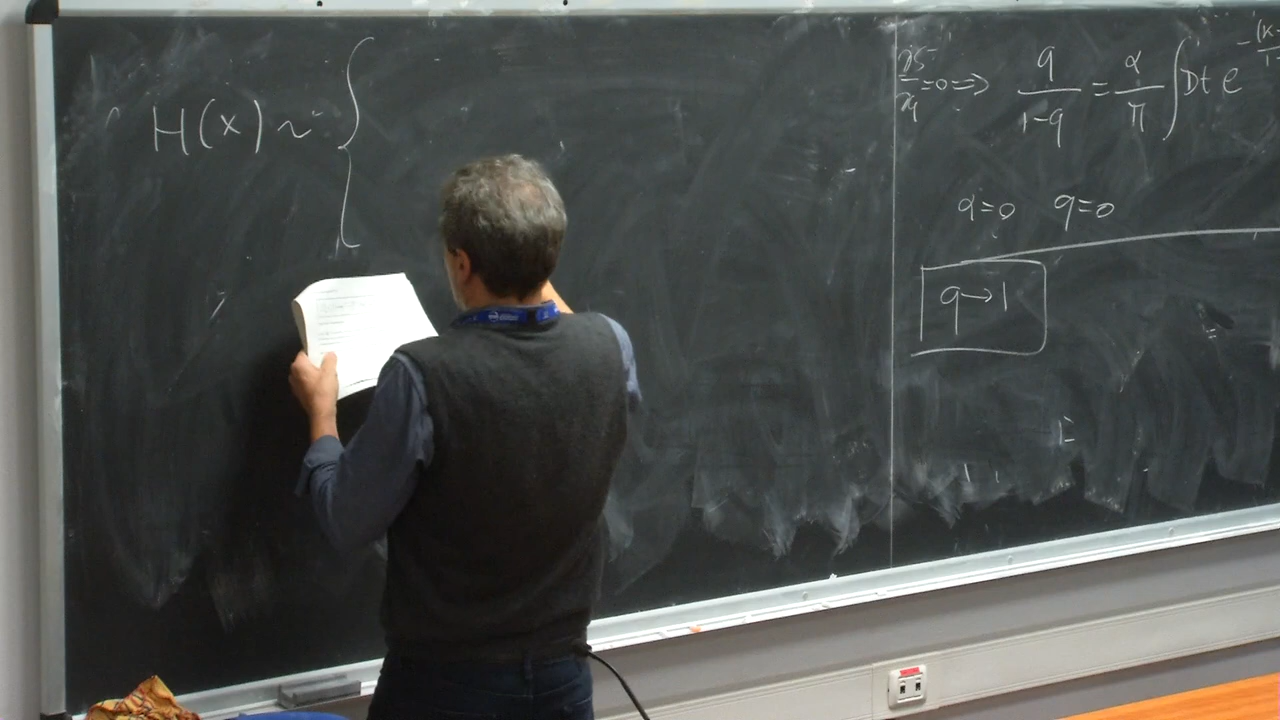 H(x) ~ {
∂S/∂q = 0 => q/(1-q) = α/π ∫ Dt e^-(K-
α=0 q=0
q→1